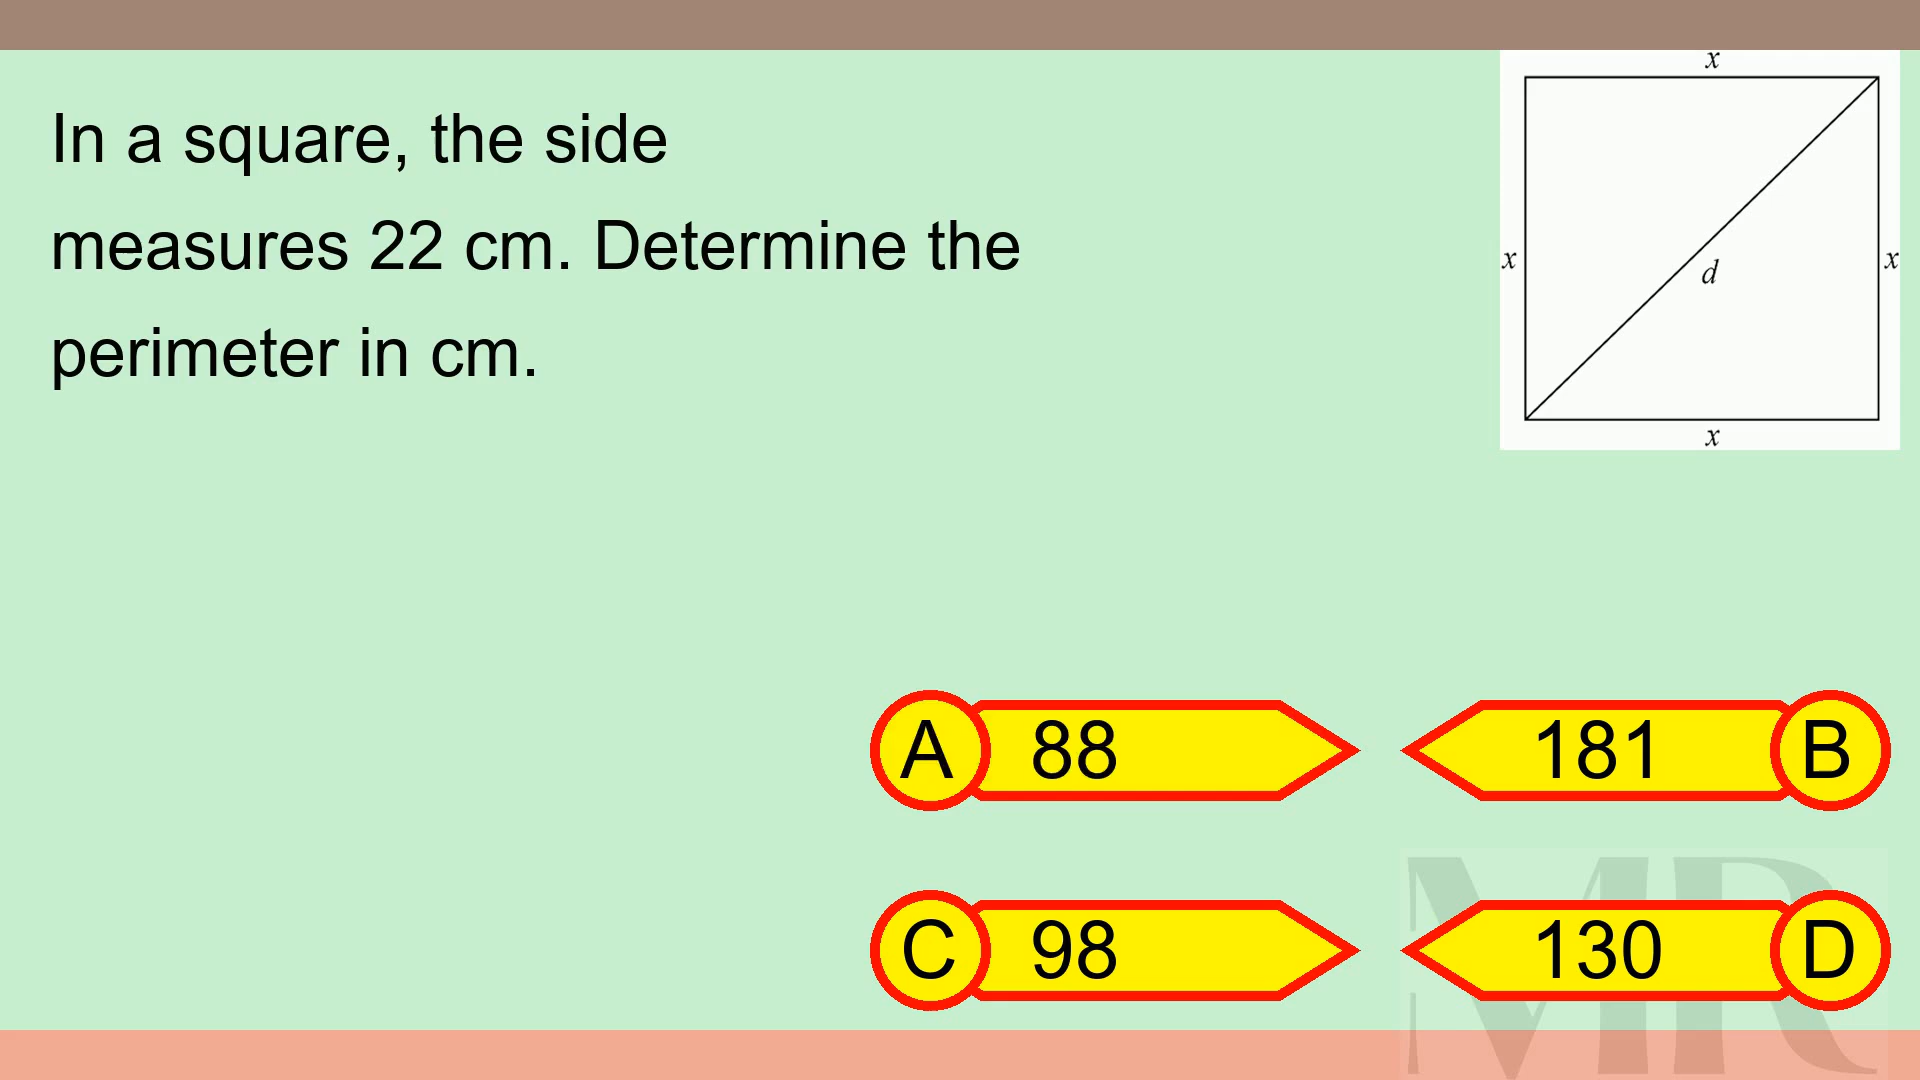 In a square, the side
measures 22 cm. Determine the
perimeter in cm.
x
x
d
x
x
A 88
181 B
C 98
130 D
MR